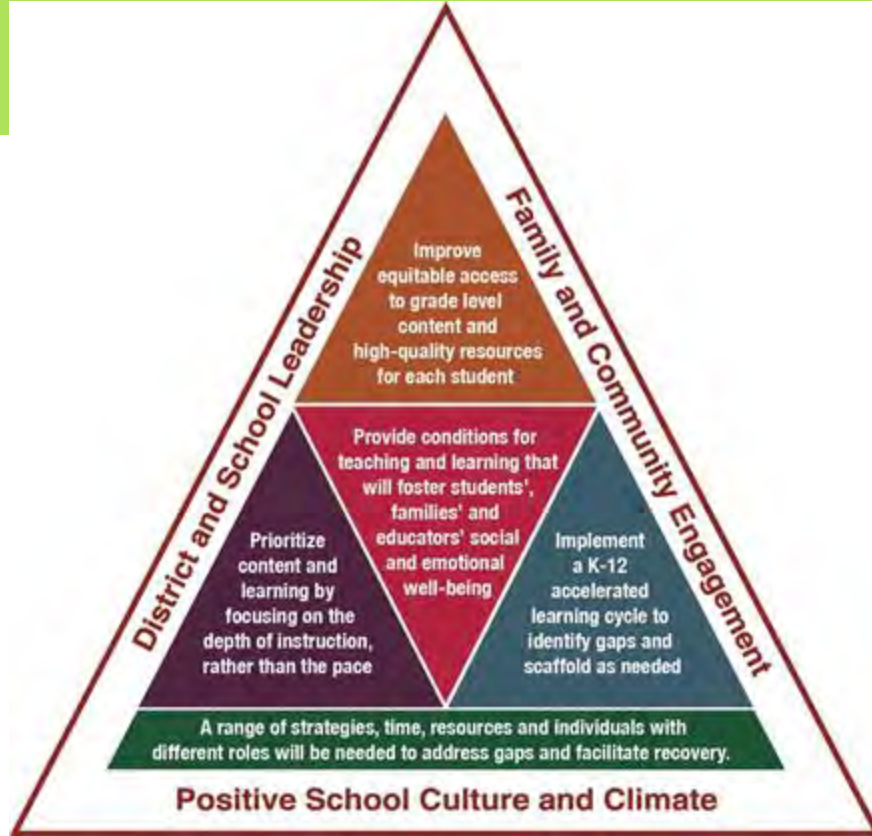 District and School Leadership
Family and Community Engagement
Improve
equitable access
to grade level
content and
high-quality resources
for each student
Provide conditions for
teaching and learning that
will foster students',
families' and
educators' social
and emotional
well-being
Prioritize
content and
learning by
focusing on the
depth of instruction,
rather than the pace
Implement
a K-12
accelerated
learning cycle to
identify gaps and
scaffold as needed
A range of strategies, time, resources and individuals with
different roles will be needed to address gaps and facilitate recovery.
Positive School Culture and Climate